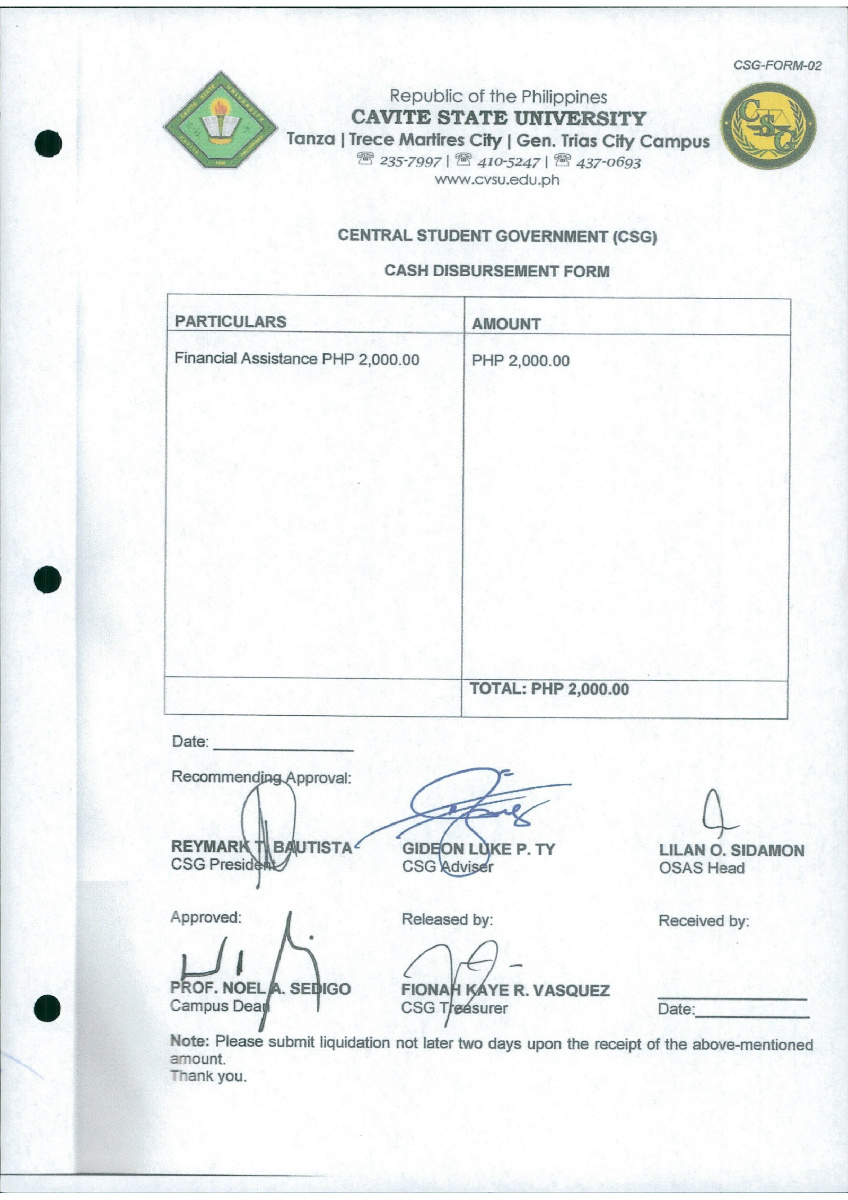 CSG-FORM-02
Republic of the Philippines
CAVITE STATE UNIVERSITY
Tanza | Trece Martires City | Gen. Trias City Campus
☏ 235-7997 | ☏ 410-5247 | ☏ 437-0693
www.cvsu.edu.ph
CENTRAL STUDENT GOVERNMENT (CSG)
CASH DISBURSEMENT FORM
PARTICULARS AMOUNT
Financial Assistance PHP 2,000.00 PHP 2,000.00
TOTAL: PHP 2,000.00
Date:
Recommending Approval:
REYMARK T. BAUTISTA GIDEON LUKE P. TY LILAN O. SIDAMON
CSG President CSG Adviser OSAS Head
Approved: Released by: Received by:
PROF. NOEL A. SEDIGO FIONAH KAYE R. VASQUEZ
Campus Dean CSG Treasurer Date:
Note: Please submit liquidation not later two days upon the receipt of the above-mentioned
amount.
Thank you.